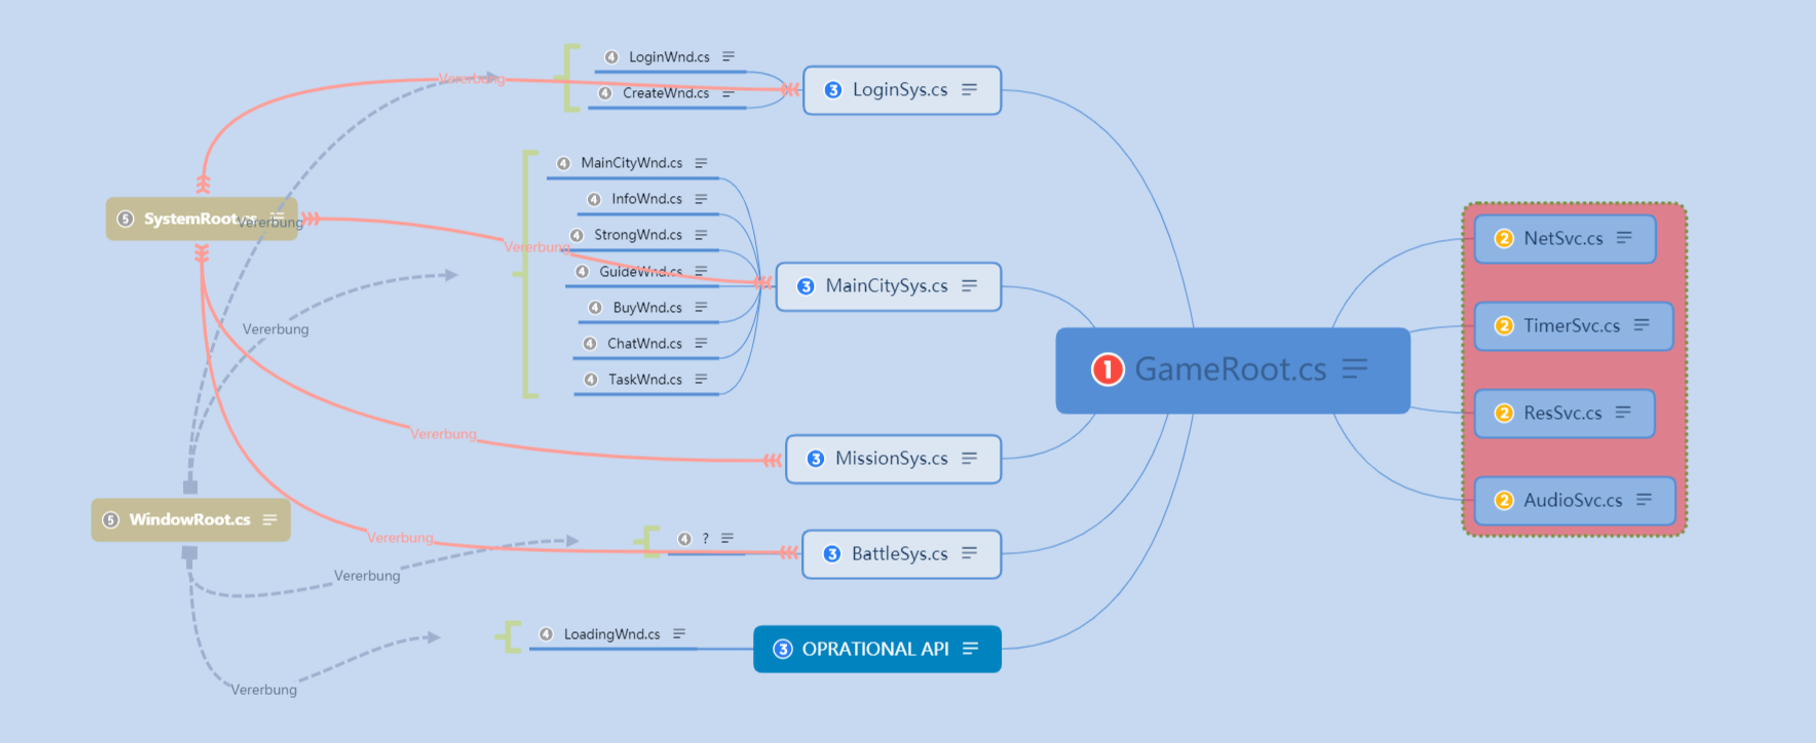 4 LoginWnd.cs
4 CreateWnd.cs
3 LoginSys.cs
Vererbung
4 MainCityWnd.cs
4 InfoWnd.cs
4 StrongWnd.cs
4 GuideWnd.cs
4 BuyWnd.cs
4 ChatWnd.cs
4 TaskWnd.cs
3 MainCitySys.cs
5 SystemRoot.cs
Vererbung
Vererbung
Vererbung
Vererbung
3 MissionSys.cs
5 WindowRoot.cs
Vererbung
Vererbung
4 ?
3 BattleSys.cs
4 LoadingWnd.cs
3 OPRATIONAL API
Vererbung
1 GameRoot.cs
2 NetSvc.cs
2 TimerSvc.cs
2 ResSvc.cs
2 AudioSvc.cs